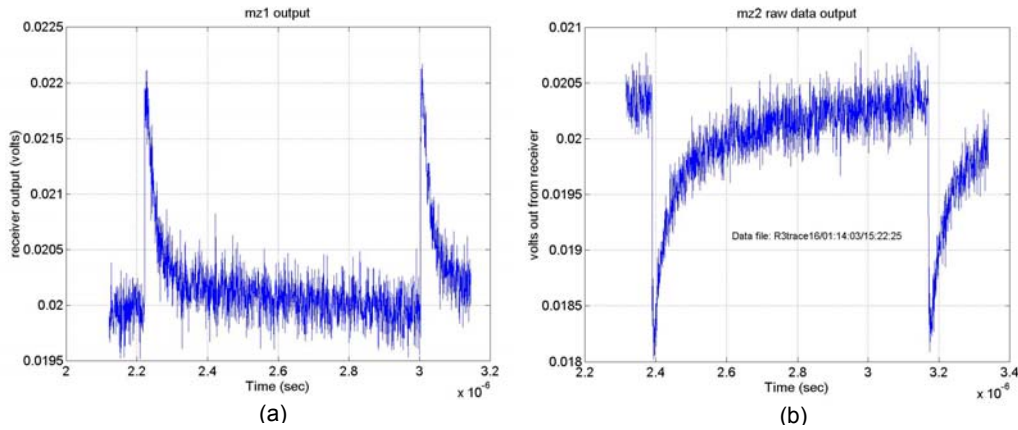 mz1 output
0.0225
0.022
0.0215
0.021
0.0205
0.02
0.0195
receiver output (volts)
2 2.2 2.4 2.6 2.8 3 3.2
Time (sec)
x 10-6
(a)
mz2 raw data output
0.021
0.0205
0.02
0.0195
0.019
0.0185
0.018
volts out from receiver
Data file: R3trace16/01:14:03/15:22:25
2.2 2.4 2.6 2.8 3 3.2 3.4
Time (sec)
x 10-6
(b)